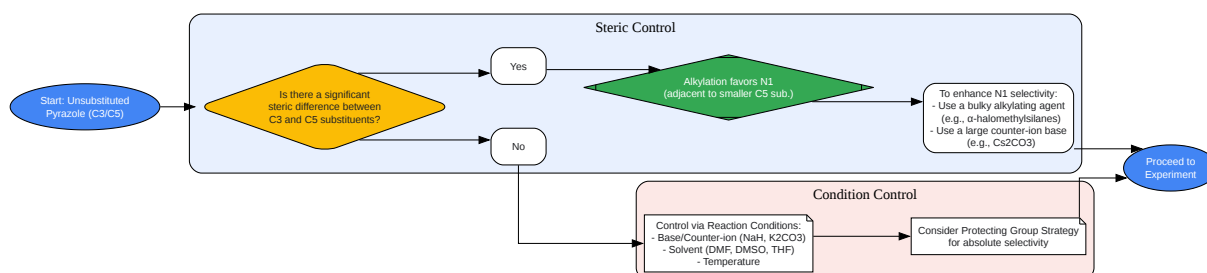 Steric Control
Start: Unsubstituted
Pyrazole (C3/C5)
Is there a significant
steric difference between
C3 and C5 substituents?
Yes
No
Alkylation favors N1
(adjacent to smaller C5 sub.)
To enhance N1 selectivity:
- Use a bulky alkylating agent
(e.g., α-halomethylsilanes)
- Use a large counter-ion base
(e.g., Cs2CO3)
Proceed to
Experiment
Condition Control
Control via Reaction Conditions:
- Base/Counter-ion (NaH, K2CO3)
- Solvent (DMF, DMSO, THF)
- Temperature
Consider Protecting Group Strategy
for absolute selectivity